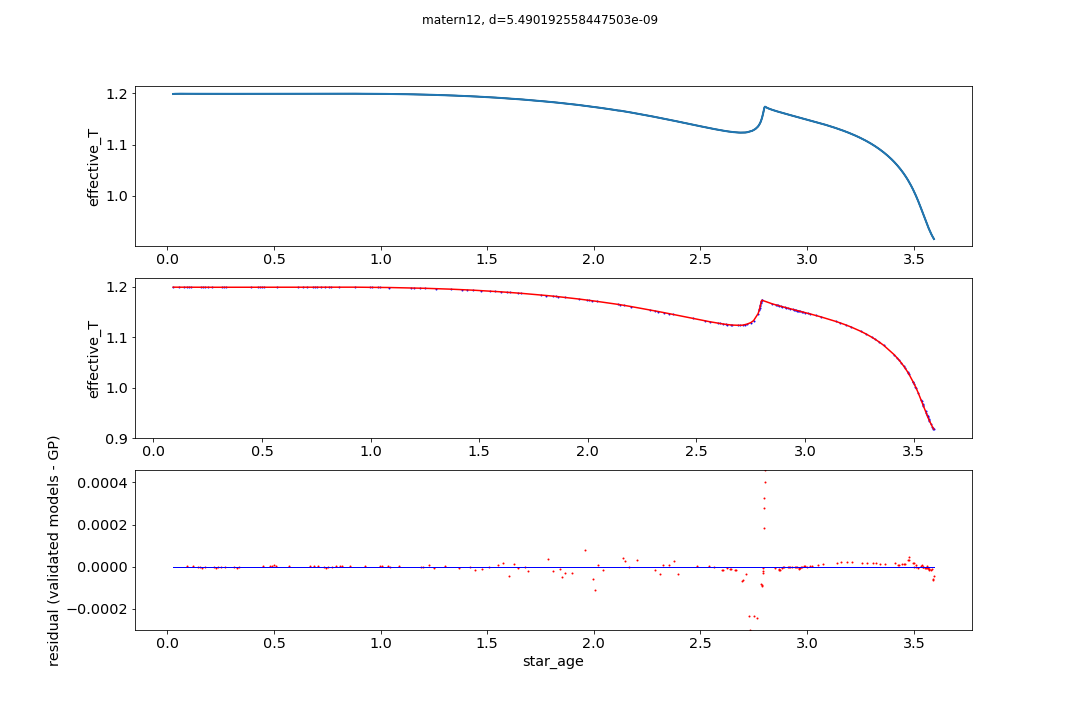 matern12, d=5.490192558447503e-09
effective_T
1.2
1.1
1.0
0.0 0.5 1.0 1.5 2.0 2.5 3.0 3.5
effective_T
1.2
1.1
1.0
0.9
0.0 0.5 1.0 1.5 2.0 2.5 3.0 3.5
residual (validated models - GP)
0.0004
0.0002
0.0000
−0.0002
0.0 0.5 1.0 1.5 2.0 2.5 3.0 3.5
star_age